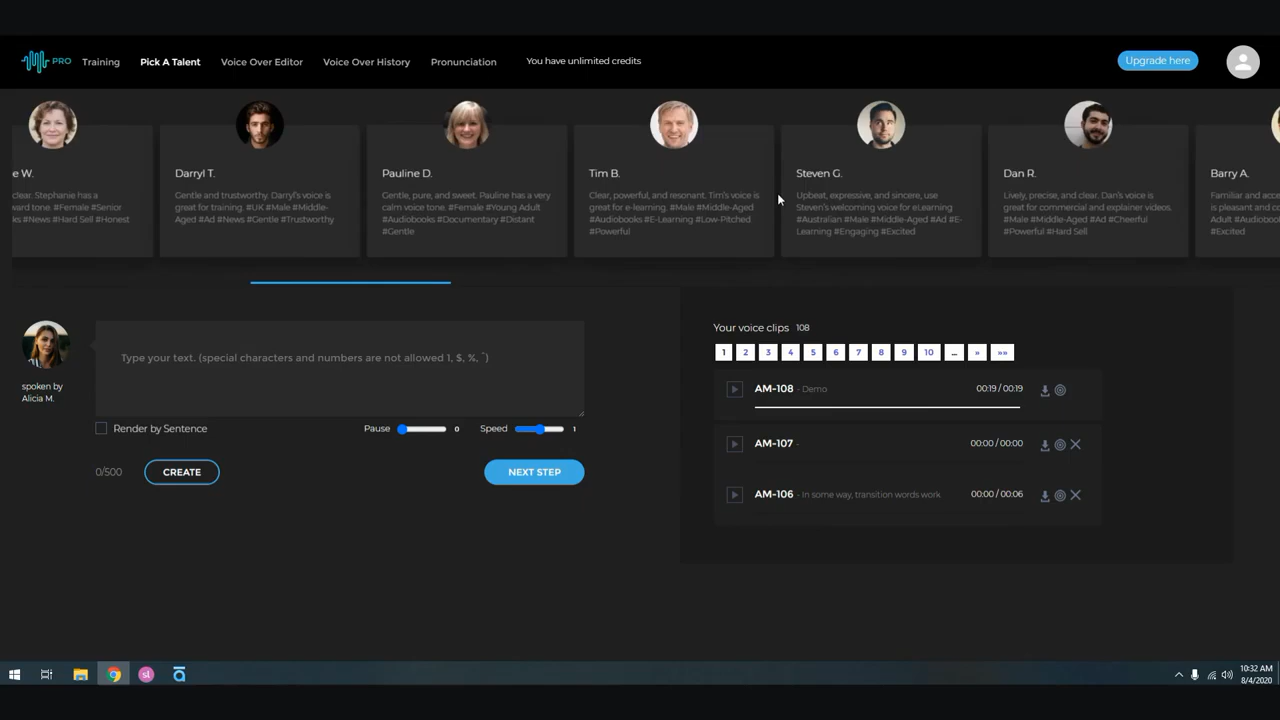 PRO Training Pick A Talent Voice Over Editor Voice Over History Pronunciation You have unlimited credits Upgrade here
e W.
clear. Stephanie has a
ard tone. #Female #Senior
ks #News #Hard Sell #Honest
Darryl T.
Gentle and trustworthy. Darryl's voice is
great for training. #UK #Male #Middle-
Aged #Ad #News #Gentle #Trustworthy
Pauline D.
Gentle, pure, and sweet. Pauline has a very
calm voice tone. #Female #Young Adult
#Audiobooks #Documentary #Distant
#Gentle
Tim B.
Clear, powerful, and resonant. Tim's voice is
great for e-learning. #Male #Middle-Aged
#Audiobooks #E-Learning #Low-Pitched
#Powerful
Steven G.
Upbeat, expressive, and sincere, use
Steven's welcoming voice for eLearning
#Australian #Male #Middle-Aged #Ad #E-
Learning #Engaging #Excited
Dan R.
Lively, precise, and clear. Dan's voice is
great for commercial and explainer videos.
#Male #Middle-Aged #Ad #Cheerful
#Powerful #Hard Sell
Barry A.
Familiar and acc
is pleasant and co
Adult #Audiobook
#Excited
spoken by
Alicia M.
Type your text. (special characters and numbers are not allowed 1, $, %, ¨)
Render by Sentence Pause 0 Speed 1
0/500 CREATE NEXT STEP
Your voice clips 108
1 2 3 4 5 6 7 8 9 10 ... » »»
AM-108 - Demo 00:19 / 00:19
AM-107 - 00:00 / 00:00
AM-106 - In some way, transition words work 00:00 / 00:06
10:32 AM
8/4/2020